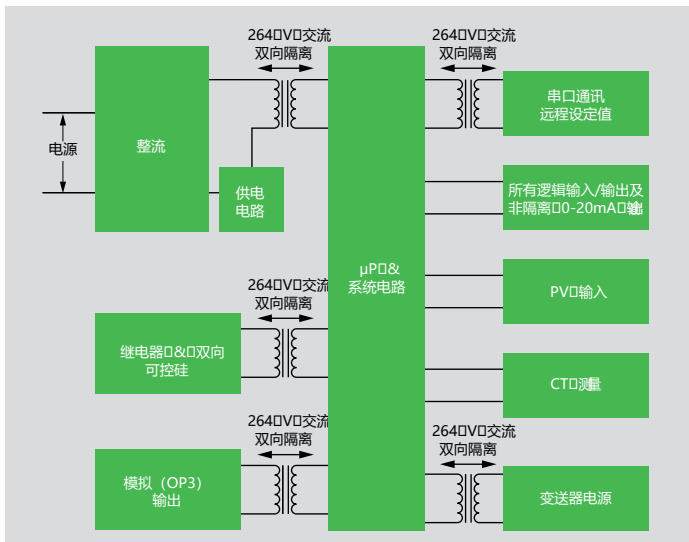 264 V 交流
双向隔离
264 V 交流
双向隔离
电源
整流
供电
电路
µP &
系统电路
串口通讯
远程设定值
所有逻辑输入/输出及
非隔离 0-20mA 输出
PV 输入
CT 测量
264 V 交流
双向隔离
继电器 & 双向
可控硅
264 V 交流
双向隔离
模拟（OP3）
输出
264 V 交流
双向隔离
变送器电源